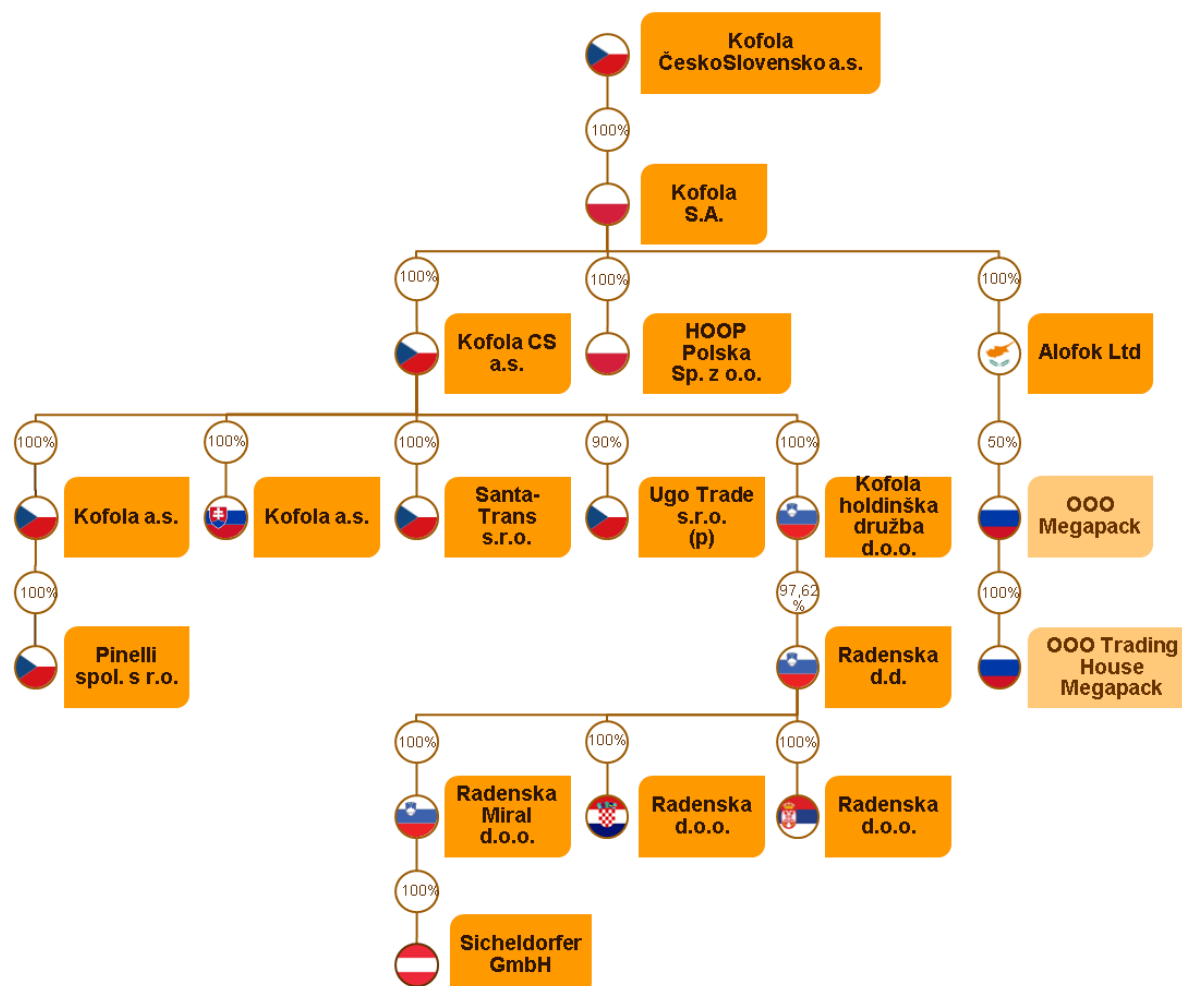 Kofola
ČeskoSlovensko a.s.
100%
Kofola
S.A.
100%
100%
100%
Kofola CS
a.s.
HOOP
Polska
Sp. z o.o.
Alofok Ltd
100%
100%
100%
90%
100%
50%
Kofola a.s.
Kofola a.s.
Santa-
Trans
s.r.o.
Ugo Trade
s.r.o.
(p)
Kofola
holdinška
družba
d.o.o.
OOO
Megapack
100%
97,62
%
100%
Pinelli
spol. s r.o.
Radenska
d.d.
OOO Trading
House
Megapack
100%
100%
100%
Radenska
Miral
d.o.o.
Radenska
d.o.o.
Radenska
d.o.o.
100%
Sicheldorfer
GmbH